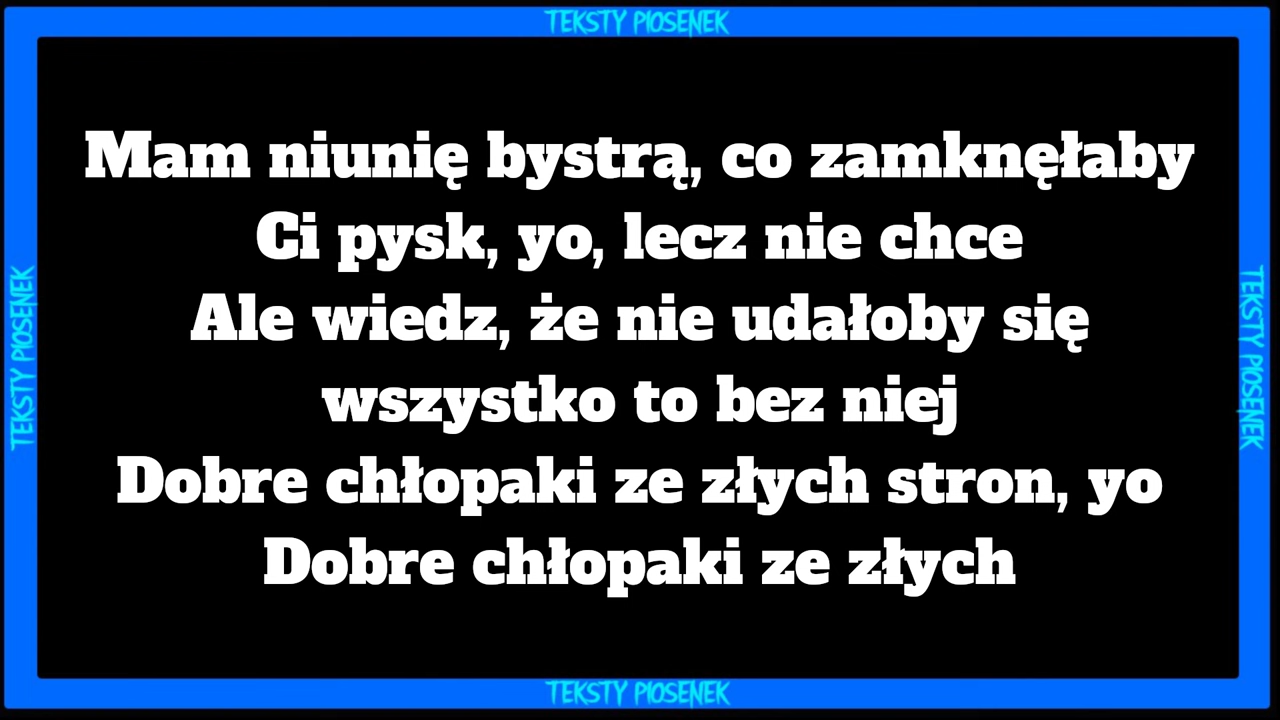 TEKSTY PIOSENEK
Mam niunię bystrą, co zamknęłaby
Ci pysk, yo, lecz nie chce
Ale wiedz, że nie udałoby się
wszystko to bez niej
Dobre chłopaki ze złych stron, yo
Dobre chłopaki ze złych
TEKSTY PIOSENEK
TEKSTY PIOSENEK
TEKSTY PIOSENEK